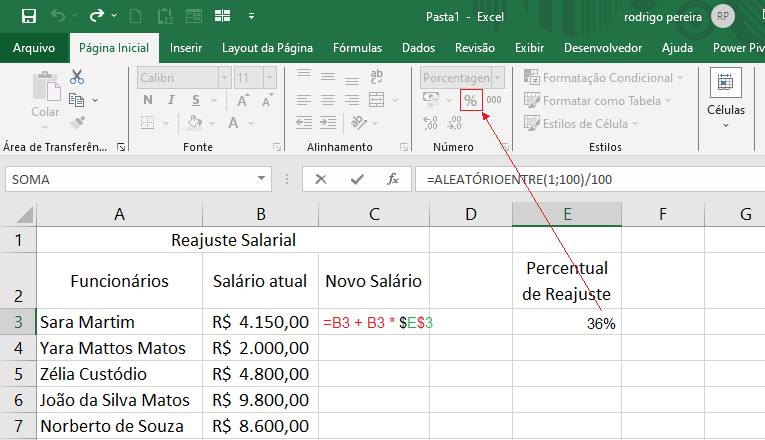 Pasta1 - Excel
rodrigo pereira RP
Arquivo Página Inicial Inserir Layout da Página Fórmulas Dados Revisão Exibir Desenvolvedor Ajuda Power Piv
Colar
Calibri 11
N I S A A
A
ab
Porcentagem
% 000
Formatação Condicional
Formatar como Tabela
Estilos de Célula
Células
Área de Transferên... Fonte Alinhamento Número Estilos
SOMA fx =ALEATÓRIOENTRE(1;100)/100
A B C D E F G
1 Reajuste Salarial
2 Funcionários Salário atual Novo Salário Percentual
de Reajuste
3 Sara Martim R$ 4.150,00 =B3 + B3 * $E$3 36%
4 Yara Mattos Matos R$ 2.000,00
5 Zélia Custódio R$ 4.800,00
6 João da Silva Matos R$ 9.800,00
7 Norberto de Souza R$ 8.600,00